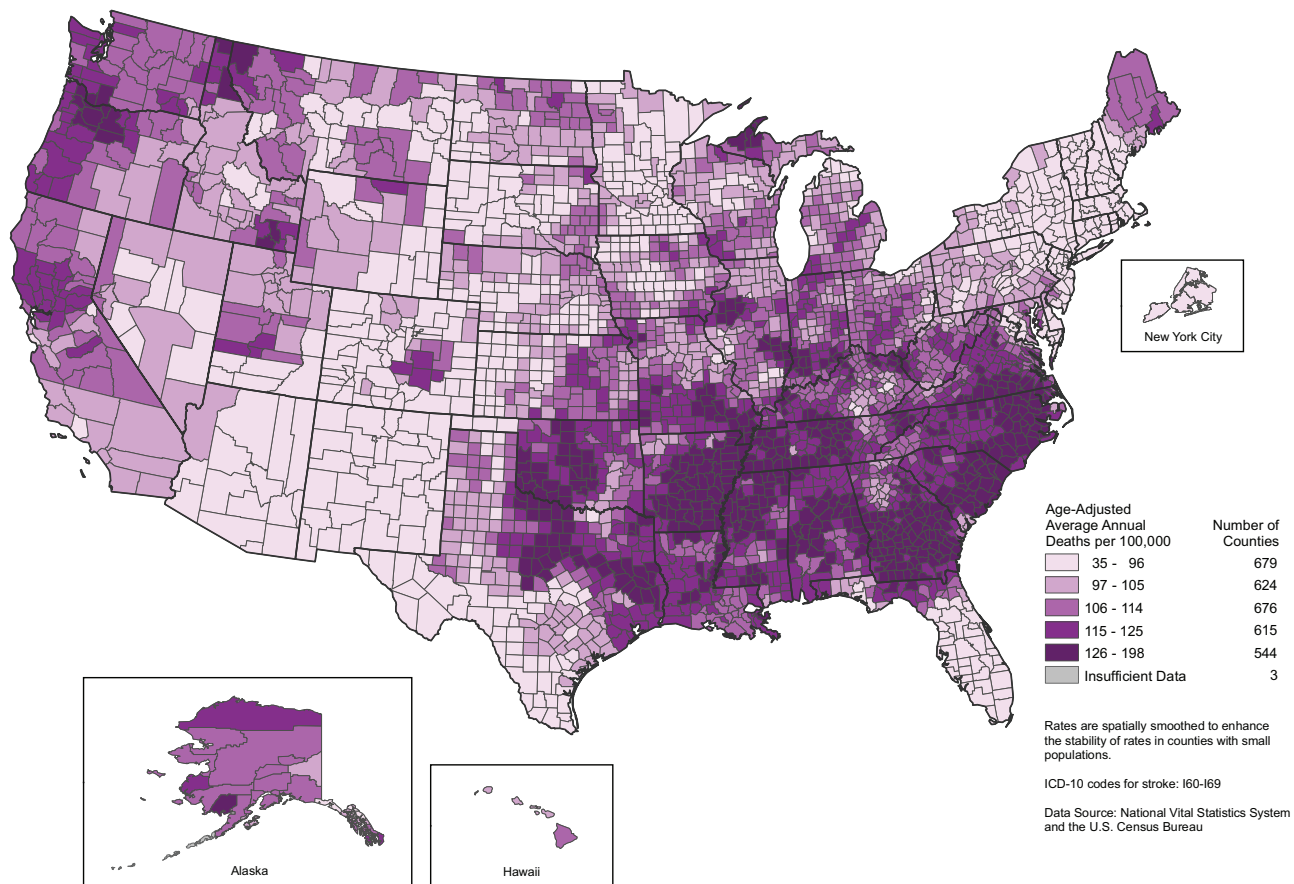 New York City
Age-Adjusted
Average Annual
Deaths per 100,000
Number of
Counties
35 - 96 679
97 - 105 624
106 - 114 676
115 - 125 615
126 - 198 544
Insufficient Data 3
Rates are spatially smoothed to enhance
the stability of rates in counties with small
populations.
ICD-10 codes for stroke: I60-I69
Data Source: National Vital Statistics System
and the U.S. Census Bureau
Alaska
Hawaii